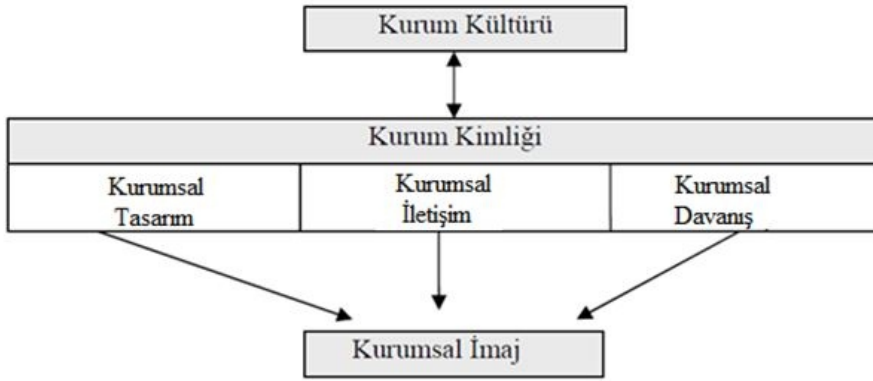 Kurum Kültürü
Kurum Kimliği
Kurumsal
Tasarım
Kurumsal
İletişim
Kurumsal
Davanış
Kurumsal İmaj